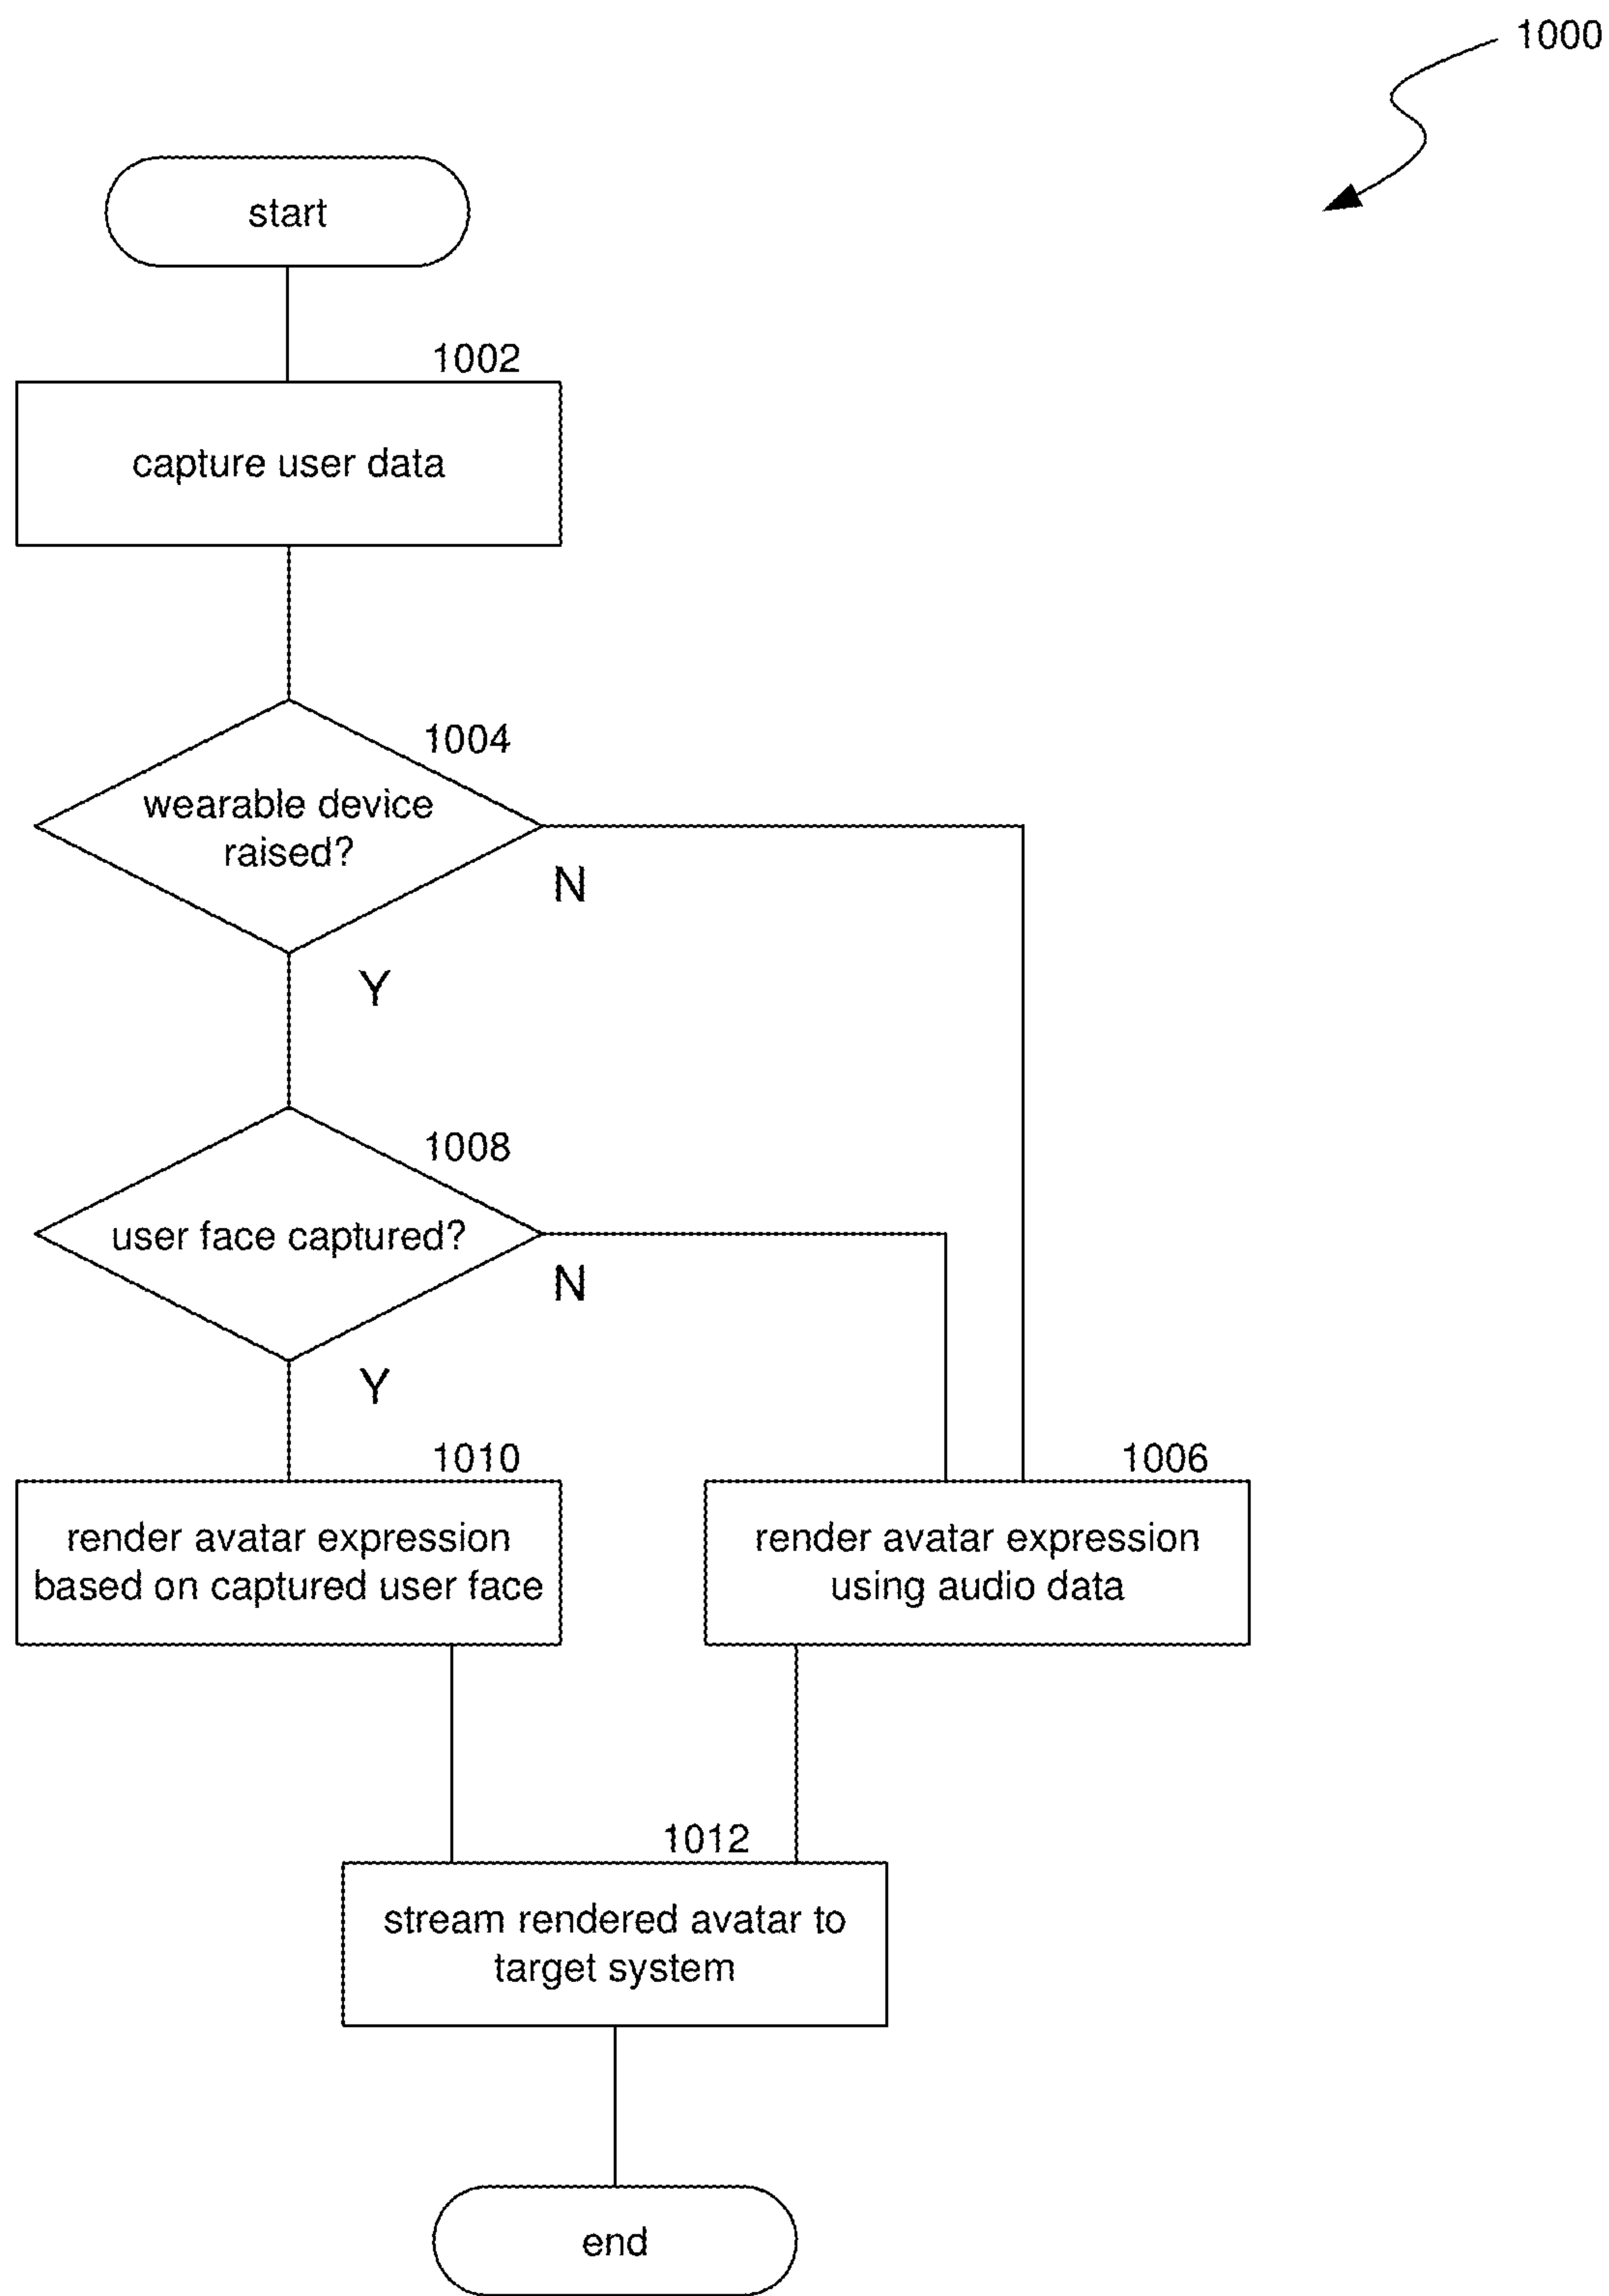 1000
start
1002
capture user data
1004
wearable device
raised?
N
Y
1008
user face captured?
N
Y
1010
render avatar expression
based on captured user face
1006
render avatar expression
using audio data
1012
stream rendered avatar to
target system
end